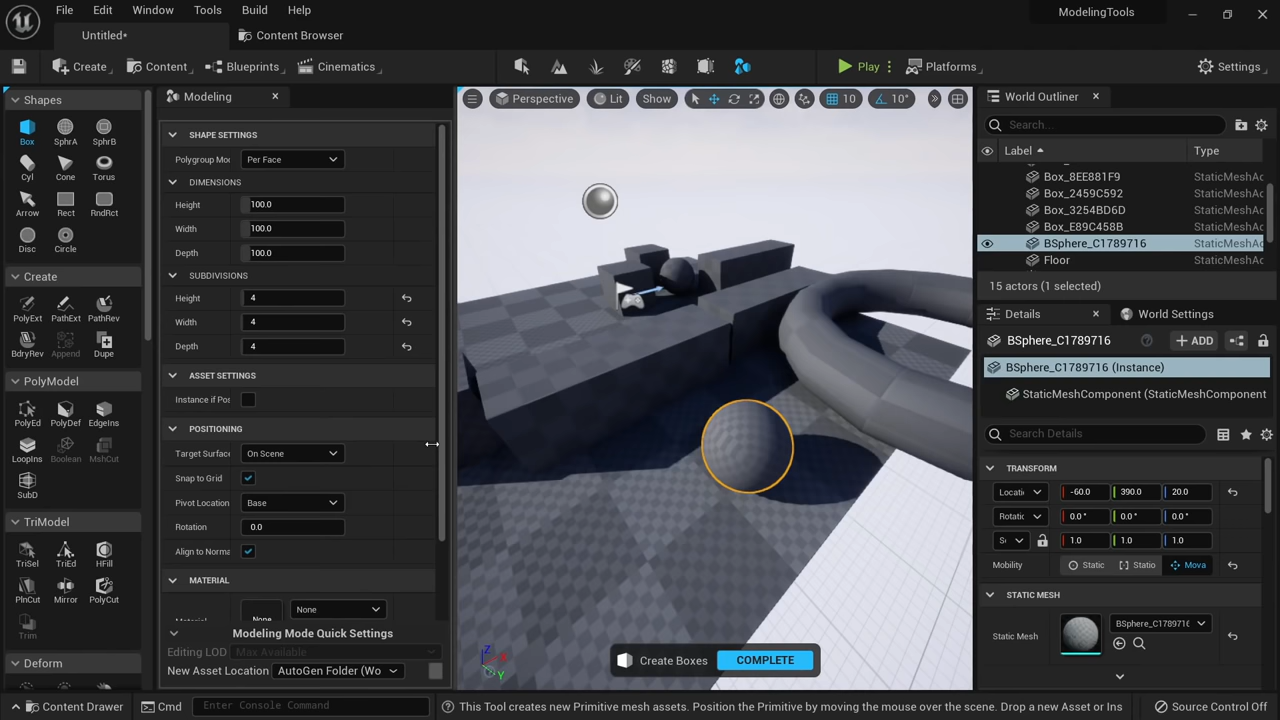 File Edit Window Tools Build Help ModelingTools
Untitled* Content Browser
Create Content Blueprints Cinematics Play Platforms Settings
Shapes
Box SphrA SphrB
Cyl Cone Torus
Arrow Rect RndRct
Disc Circle
Create
PolyExt PathExt PathRev
BdryRev Append Dupe
PolyModel
PolyEd PolyDef EdgeIns
LoopIns Boolean MshCut
SubD
TriModel
TriSel TriEd HFill
PlnCut Mirror PolyCut
Trim
Deform
Modeling
SHAPE SETTINGS
Polygroup Mo Per Face
DIMENSIONS
Height 100.0
Width 100.0
Depth 100.0
SUBDIVISIONS
Height 4
Width 4
Depth 4
ASSET SETTINGS
Instance if Pos
POSITIONING
Target Surface On Scene
Snap to Grid
Pivot Location Base
Rotation 0.0
Align to Norma
MATERIAL
Material None None
Modeling Mode Quick Settings
Editing LOD Max Available
New Asset Location AutoGen Folder (Wo
Perspective Lit Show 10 10°
Z X Y
Create Boxes COMPLETE
World Outliner
Search...
Label Type
Box_8EE881F9 StaticMeshAc
Box_2459C592 StaticMeshAc
Box_3254BD6D StaticMeshAc
Box_E89C458B StaticMeshAc
BSphere_C1789716 StaticMeshAc
Floor StaticMeshAc
15 actors (1 selected)
Details World Settings
BSphere_C1789716 ADD
BSphere_C1789716 (Instance)
StaticMeshComponent (StaticMeshComponent
Search Details
TRANSFORM
Locati -60.0 390.0 20.0
Rotatic 0.0 ° 0.0 ° 0.0 °
Sc 1.0 1.0 1.0
Mobility Static Statio Mova
STATIC MESH
Static Mesh BSphere_C1789716
Content Drawer Cmd Enter Console Command This Tool creates new Primitive mesh assets. Position the Primitive by moving the mouse over the scene. Drop a new Asset or Ins Source Control Off